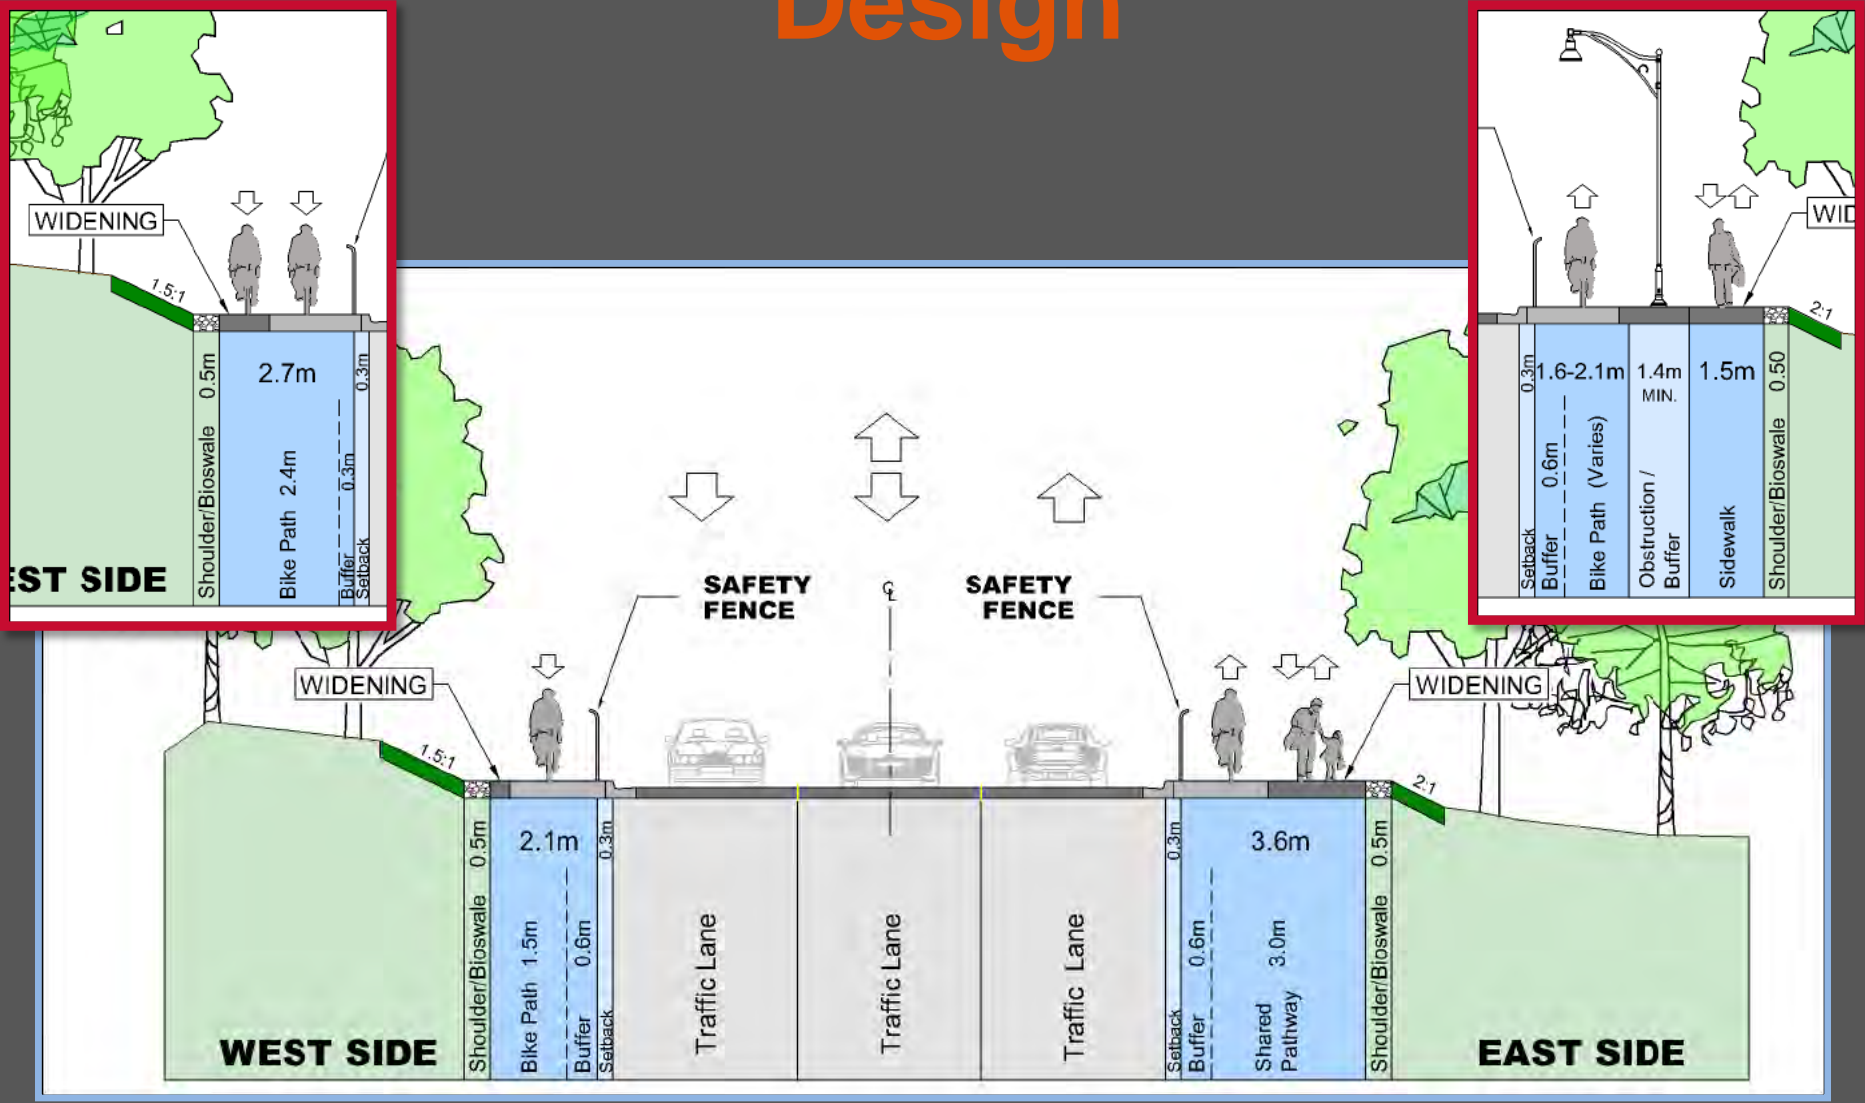 Design
WIDENING
1.5:1
Shoulder/Bioswale 0.5m
2.7m
Bike Path 2.4m
Buffer 0.3m
Setback 0.3m
EST SIDE
WID
2:1
Setback 0.3m
1.6-2.1m
Buffer 0.6m
Bike Path (Varies)
1.4m
MIN.
Obstruction /
Buffer
1.5m
Sidewalk
Shoulder/Bioswale 0.50
SAFETY
FENCE
SAFETY
FENCE
WIDENING
WIDENING
1.5:1
2:1
Shoulder/Bioswale 0.5m
2.1m
Bike Path 1.5m
Buffer 0.6m
Setback 0.3m
Traffic Lane
Traffic Lane
Traffic Lane
Setback 0.3m
3.6m
Buffer 0.6m
Shared
Pathway 3.0m
Shoulder/Bioswale 0.5m
WEST SIDE
EAST SIDE